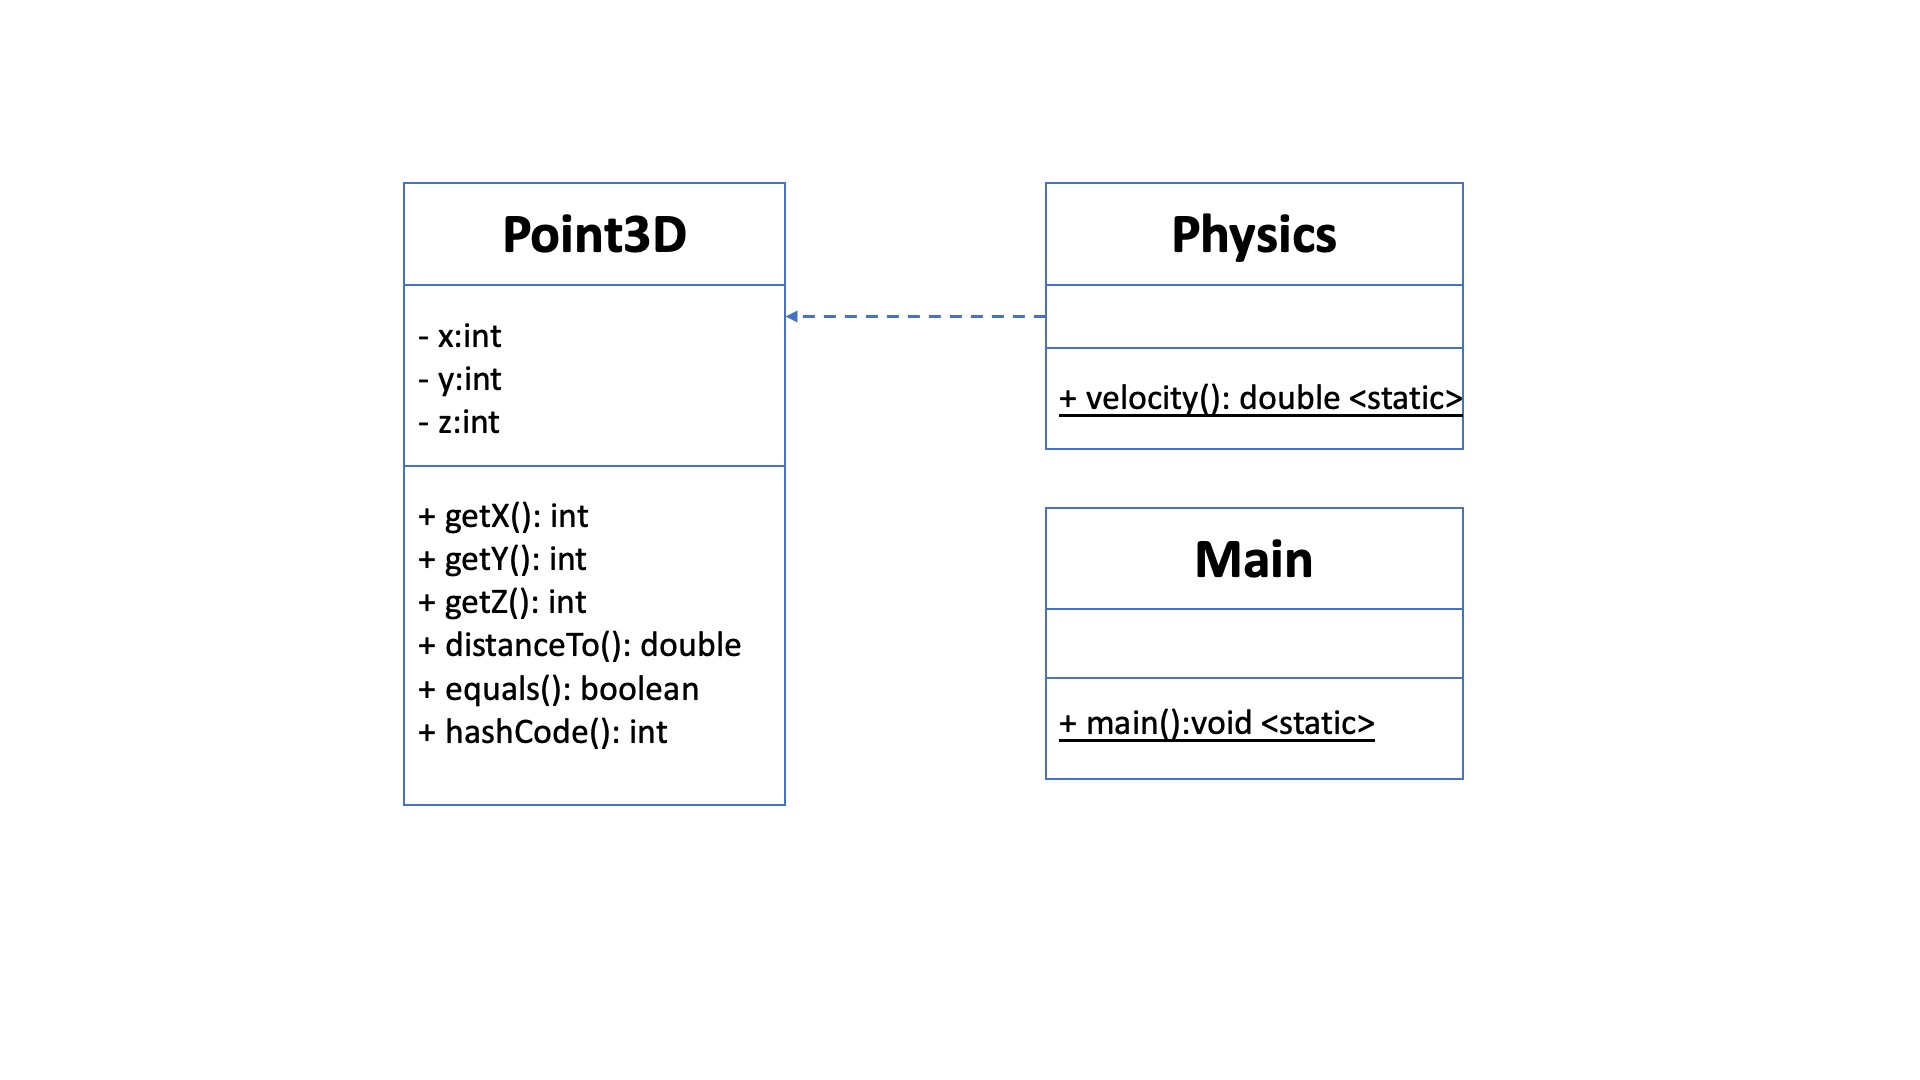 Point3D
- x:int
- y:int
- z:int
+ getX(): int
+ getY(): int
+ getZ(): int
+ distanceTo(): double
+ equals(): boolean
+ hashCode(): int
Physics
+ velocity(): double <static>
Main
+ main():void <static>